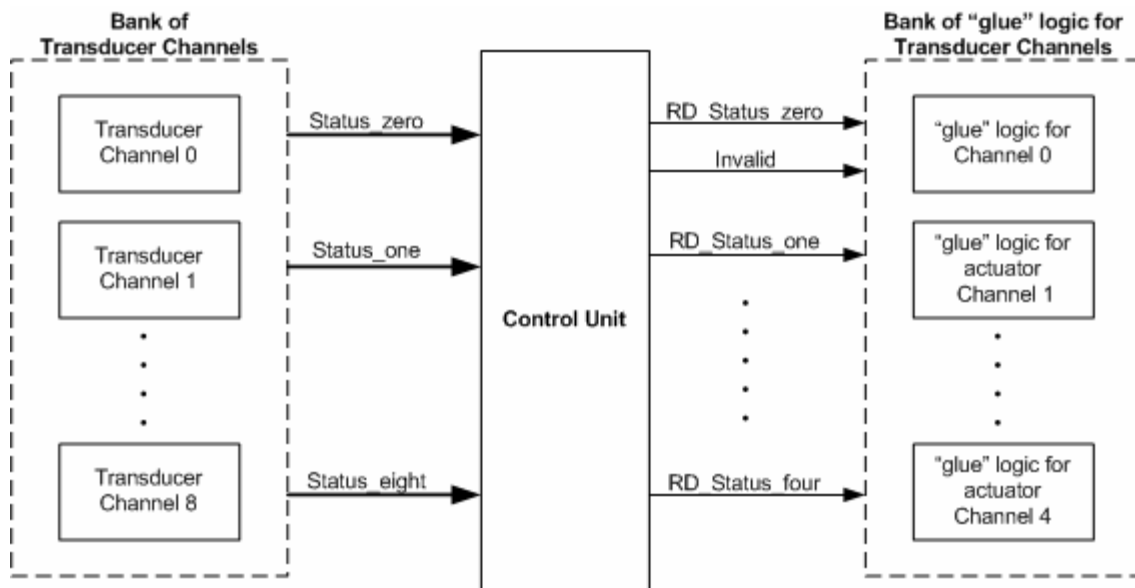 Bank of
Transducer Channels
Bank of “glue” logic for
Transducer Channels
Transducer
Channel 0
Status_zero
RD_Status_zero
Invalid
“glue” logic for
Channel 0
Transducer
Channel 1
Status_one
RD_Status_one
“glue” logic for
actuator
Channel 1
Control Unit
Transducer
Channel 8
Status_eight
RD_Status_four
“glue” logic for
actuator
Channel 4